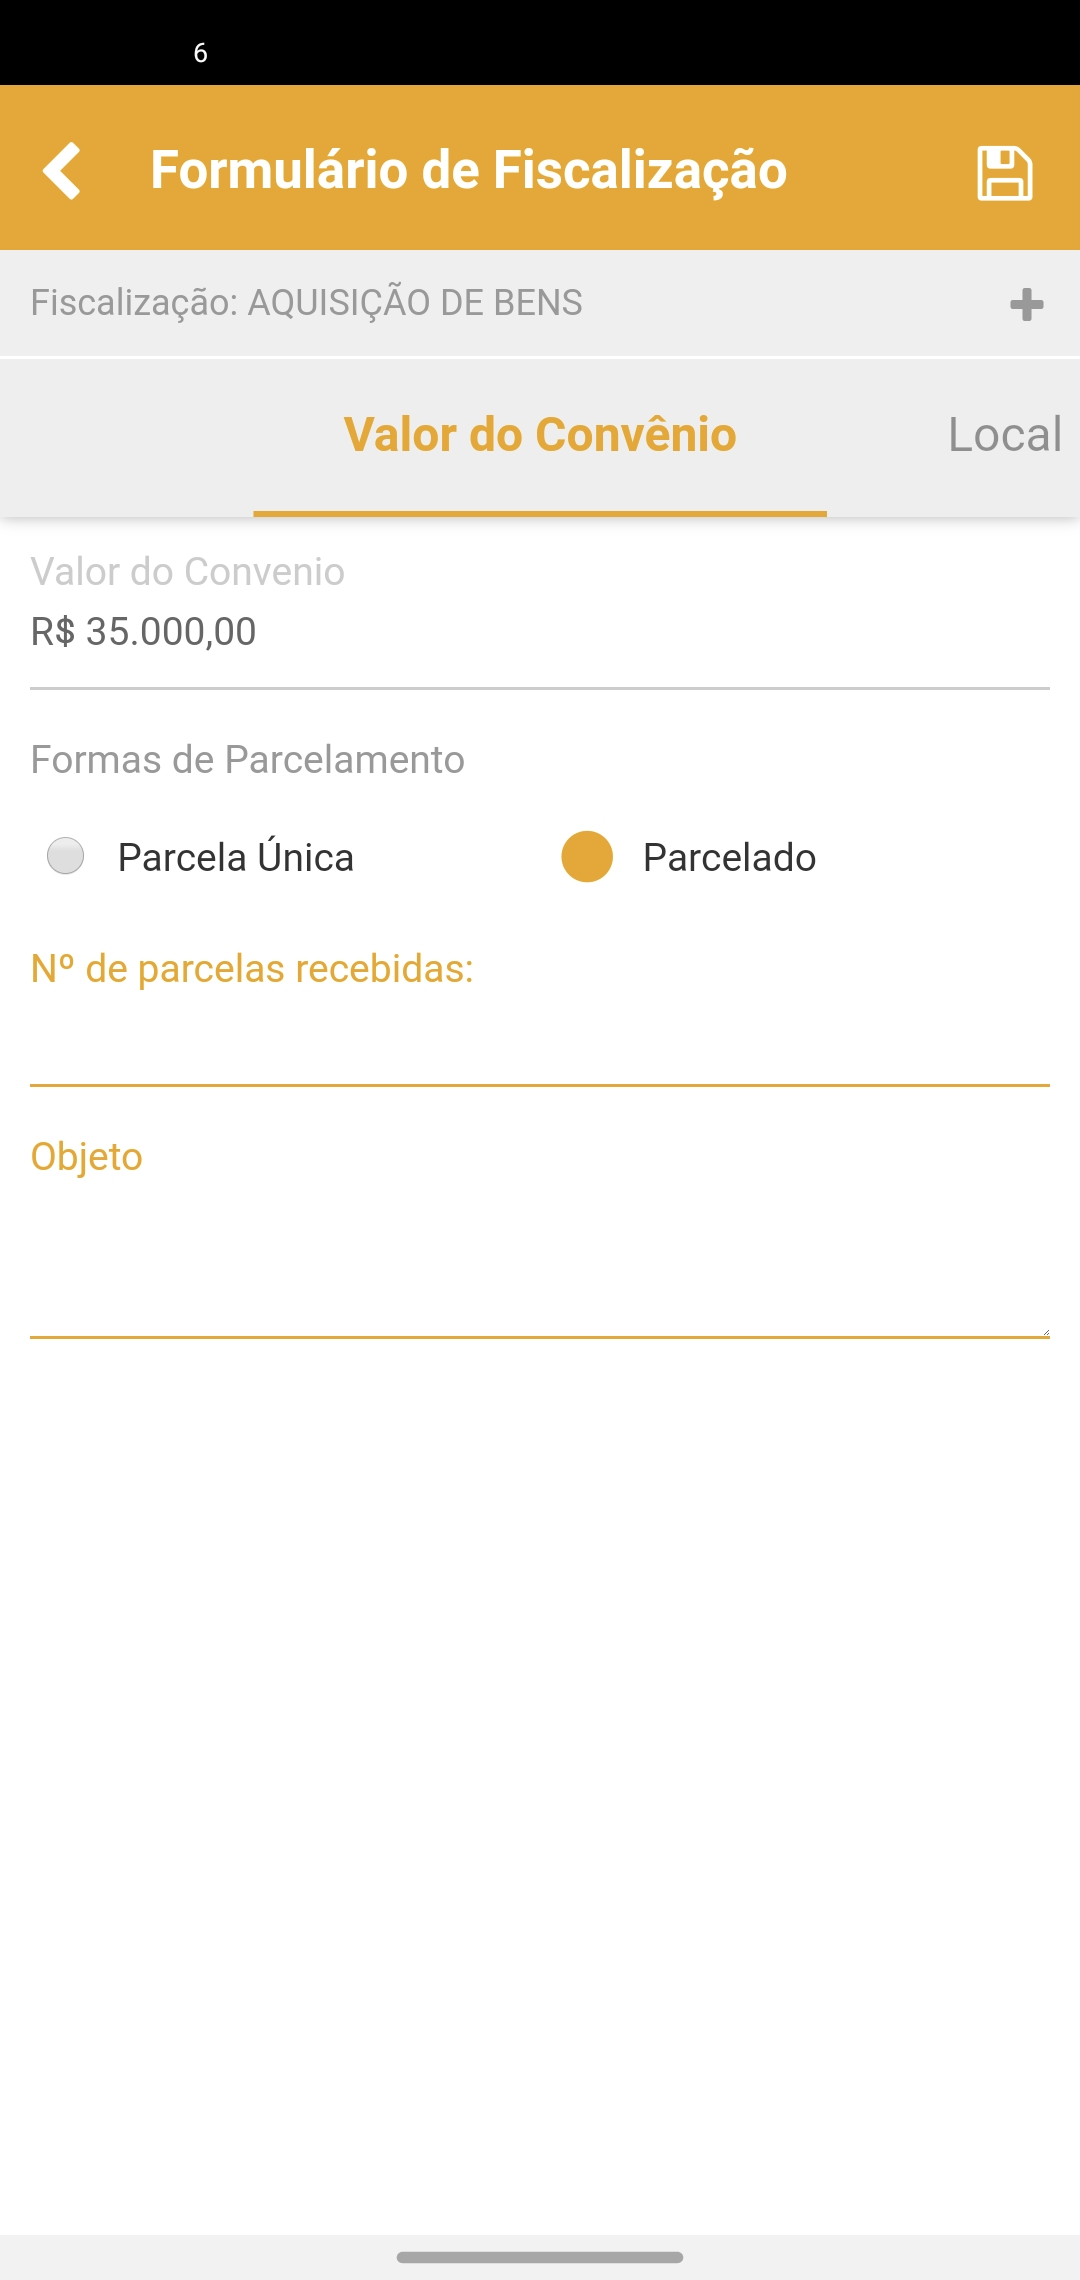 6
Formulário de Fiscalização
Fiscalização: AQUISIÇÃO DE BENS
Valor do Convênio
Local
Valor do Convenio
R$ 35.000,00
Formas de Parcelamento
Parcela Única
Parcelado
Nº de parcelas recebidas:
Objeto